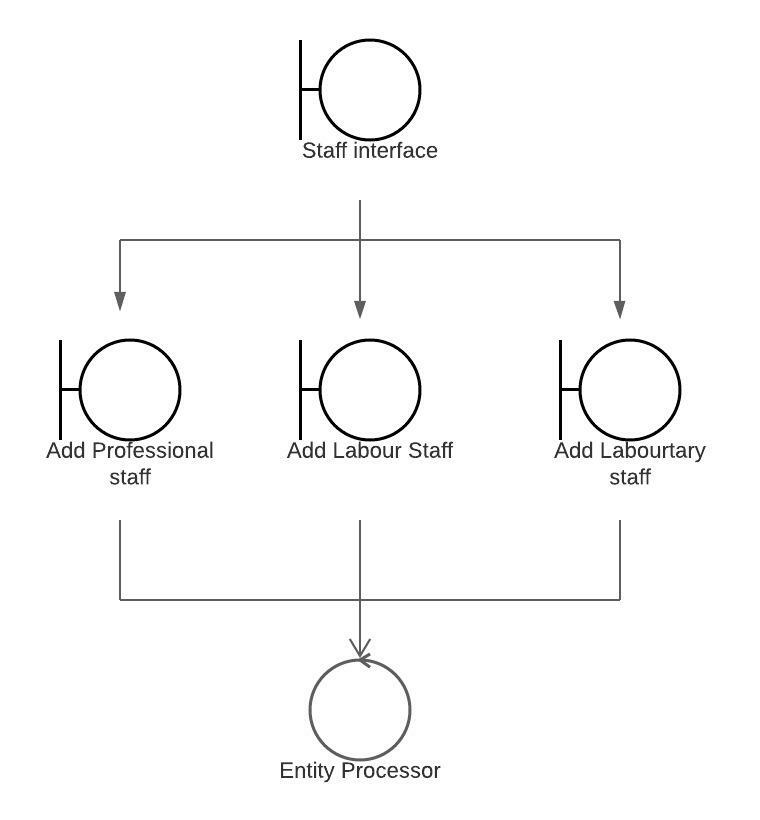 Staff interface
Add Professional
staff
Add Labour Staff
Add Labourtary
staff
Entity Processor